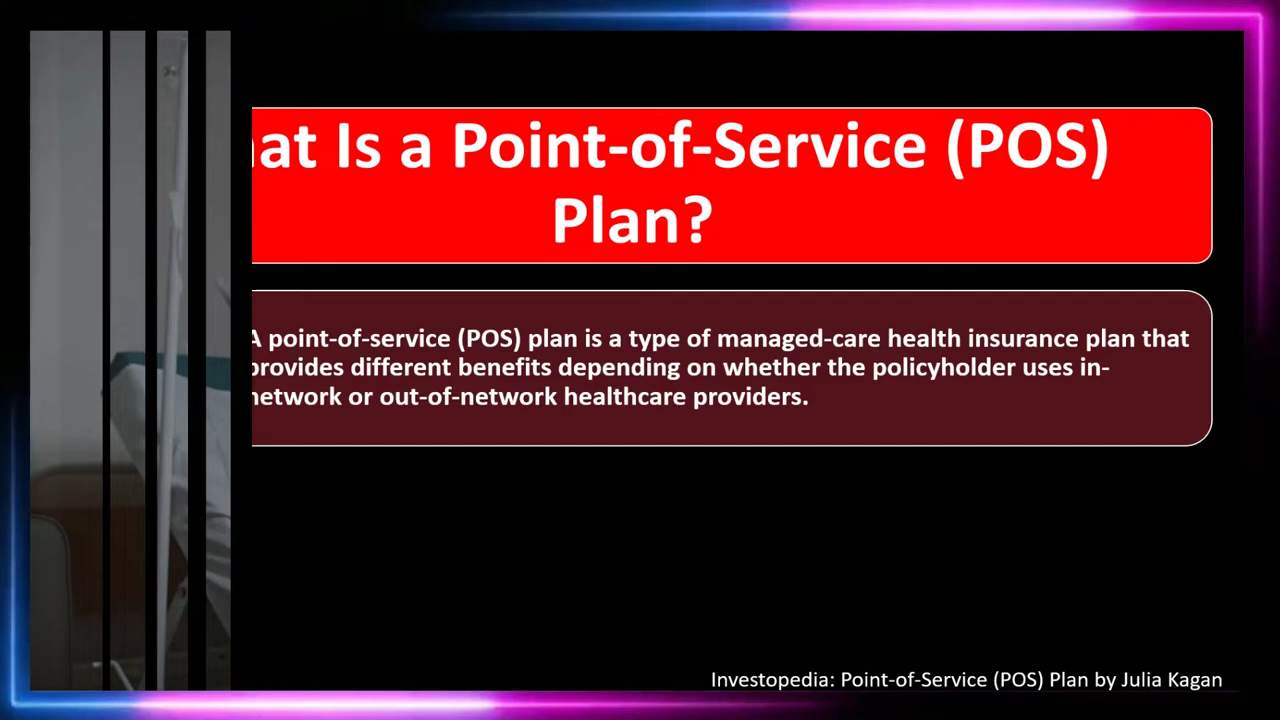 at Is a Point-of-Service (POS)
Plan?
A point-of-service (POS) plan is a type of managed-care health insurance plan that
provides different benefits depending on whether the policyholder uses in-
network or out-of-network healthcare providers.
Investopedia: Point-of-Service (POS) Plan by Julia Kagan